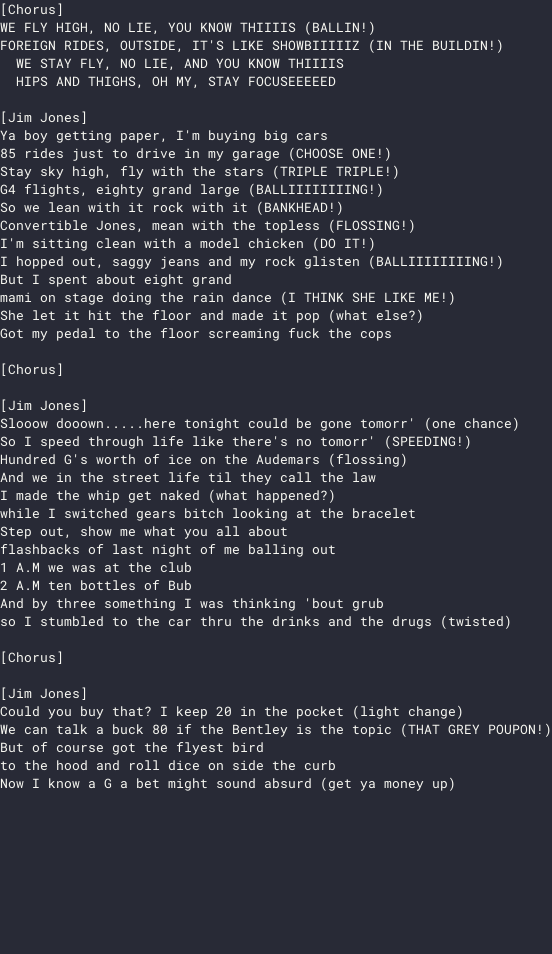 [Chorus]
WE FLY HIGH, NO LIE, YOU KNOW THIIIIS (BALLIN!)
FOREIGN RIDES, OUTSIDE, IT'S LIKE SHOWBIIIIIZ (IN THE BUILDIN!)
WE STAY FLY, NO LIE, AND YOU KNOW THIIIIS
HIPS AND THIGHS, OH MY, STAY FOCUSEEEEED
[Jim Jones]
Ya boy getting paper, I'm buying big cars
85 rides just to drive in my garage (CHOOSE ONE!)
Stay sky high, fly with the stars (TRIPLE TRIPLE!)
G4 flights, eighty grand large (BALLIIIIIIIING!)
So we lean with it rock with it (BANKHEAD!)
Convertible Jones, mean with the topless (FLOSSING!)
I'm sitting clean with a model chicken (DO IT!)
I hopped out, saggy jeans and my rock glisten (BALLIIIIIIIIING!)
But I spent about eight grand
mami on stage doing the rain dance (I THINK SHE LIKE ME!)
She let it hit the floor and made it pop (what else?)
Got my pedal to the floor screaming fuck the cops
[Chorus]
[Jim Jones]
Slooow dooown.....here tonight could be gone tomorr' (one chance)
So I speed through life like there's no tomorr' (SPEEDING!)
Hundred G's worth of ice on the Audemars (flossing)
And we in the street life til they call the law
I made the whip get naked (what happened?)
while I switched gears bitch looking at the bracelet
Step out, show me what you all about
flashbacks of last night of me balling out
1 A.M we was at the club
2 A.M ten bottles of Bub
And by three something I was thinking 'bout grub
so I stumbled to the car thru the drinks and the drugs (twisted)
[Chorus]
[Jim Jones]
Could you buy that? I keep 20 in the pocket (light change)
We can talk a buck 80 if the Bentley is the topic (THAT GREY POUPON!)
But of course got the flyest bird
to the hood and roll dice on side the curb
Now I know a G a bet might sound absurd (get ya money up)